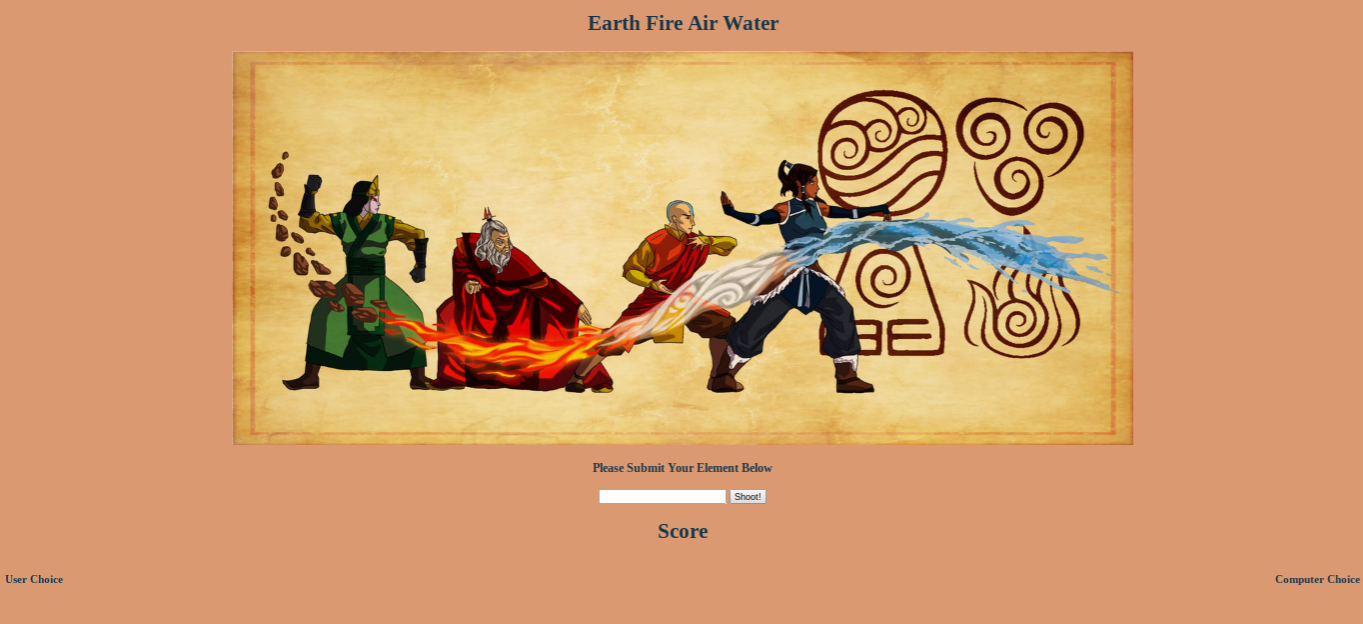 Earth Fire Air Water
Please Submit Your Element Below
Shoot!
Score
User Choice
Computer Choice